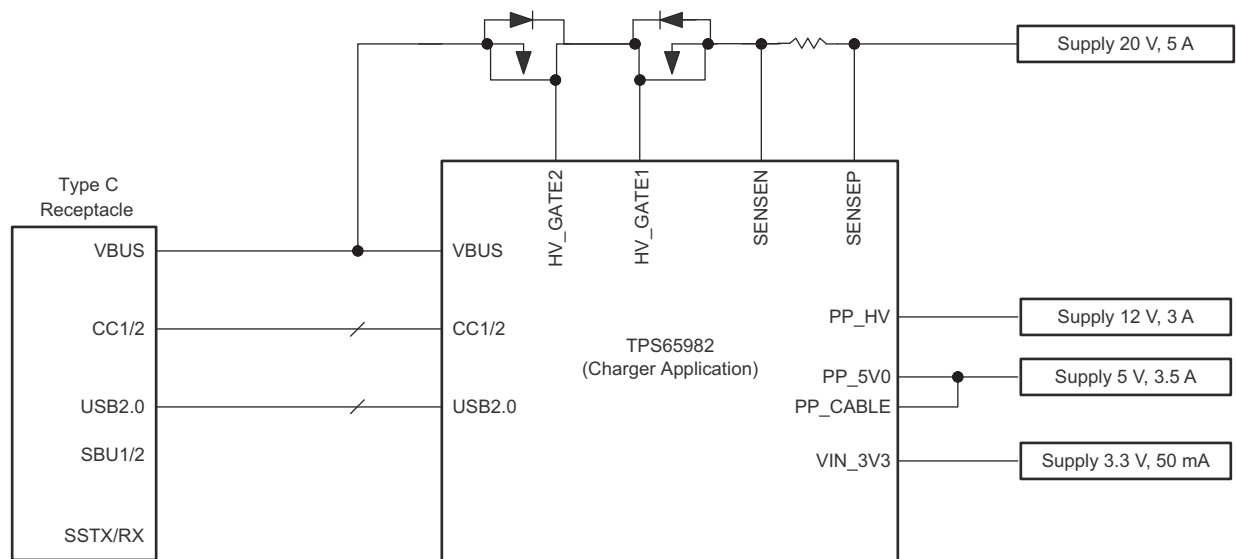 Supply 20 V, 5 A
HV_GATE2
HV_GATE1
SENSEN
SENSEP
Type C
Receptacle
VBUS
VBUS
CC1/2
CC1/2
USB2.0
USB2.0
SBU1/2
SSTX/RX
TPS65982
(Charger Application)
PP_HV
Supply 12 V, 3 A
PP_5V0
Supply 5 V, 3.5 A
PP_CABLE
VIN_3V3
Supply 3.3 V, 50 mA